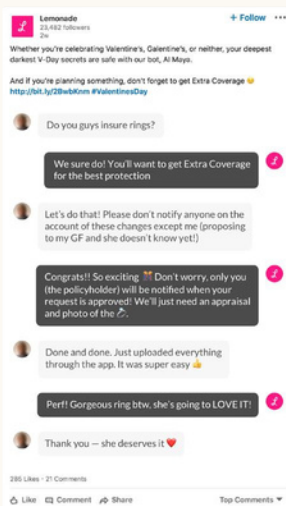 Lemonade
+ Follow
23,482 followers
2w
Whether you're celebrating Valentine's, Galentine's, or neither, your deepest
darkest V-Day secrets are safe with our bot, AI Maya.
And if you're planning something, don't forget to get Extra Coverage 😉
http://bit.ly/2BwbKnm #ValentinesDay
Do you guys insure rings?
We sure do! You'll want to get Extra Coverage
for the best protection
Let's do that! Please don't notify anyone on the
account of these changes except me (proposing
to my GF and she doesn't know yet!)
Congrats!! So exciting 🎊 Don't worry, only you
(the policyholder) will be notified when your
request is approved! We'll just need an appraisal
and photo of the 💍.
Done and done. Just uploaded everything
through the app. It was super easy 👍
Perf! Gorgeous ring btw, she's going to LOVE IT!
Thank you — she deserves it ❤️
286 Likes · 21 Comments
Like Comment Share Top Comments